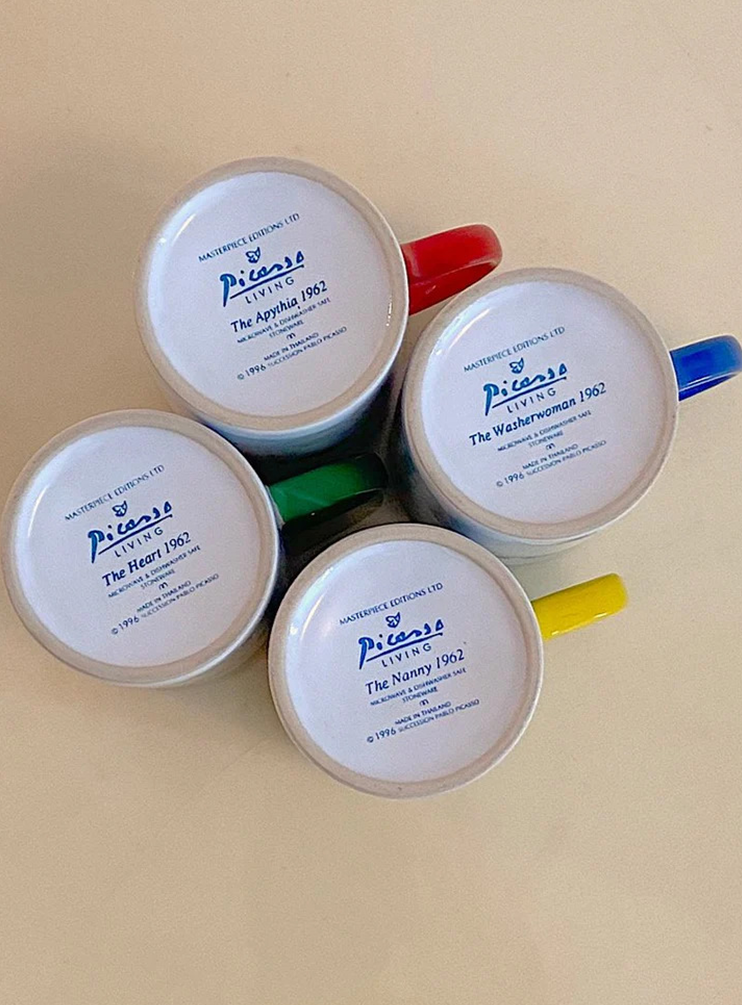 MASTERPIECE EDITIONS LTD
Picasso
LIVING
The Apythia 1962
MICROWAVE & DISHWASHER SAFE
STONEWARE
m
MADE IN THAILAND
© 1996 SUCCESSION PABLO PICASSO
MASTERPIECE EDITIONS LTD
Picasso
LIVING
The Washerwoman 1962
MICROWAVE & DISHWASHER SAFE
STONEWARE
m
MADE IN THAILAND
© 1996 SUCCESSION PABLO PICASSO
MASTERPIECE EDITIONS LTD
Picasso
LIVING
The Heart 1962
MICROWAVE & DISHWASHER SAFE
STONEWARE
m
MADE IN THAILAND
© 1996 SUCCESSION PABLO PICASSO
MASTERPIECE EDITIONS LTD
Picasso
LIVING
The Nanny 1962
MICROWAVE & DISHWASHER SAFE
STONEWARE
m
MADE IN THAILAND
© 1996 SUCCESSION PABLO PICASSO